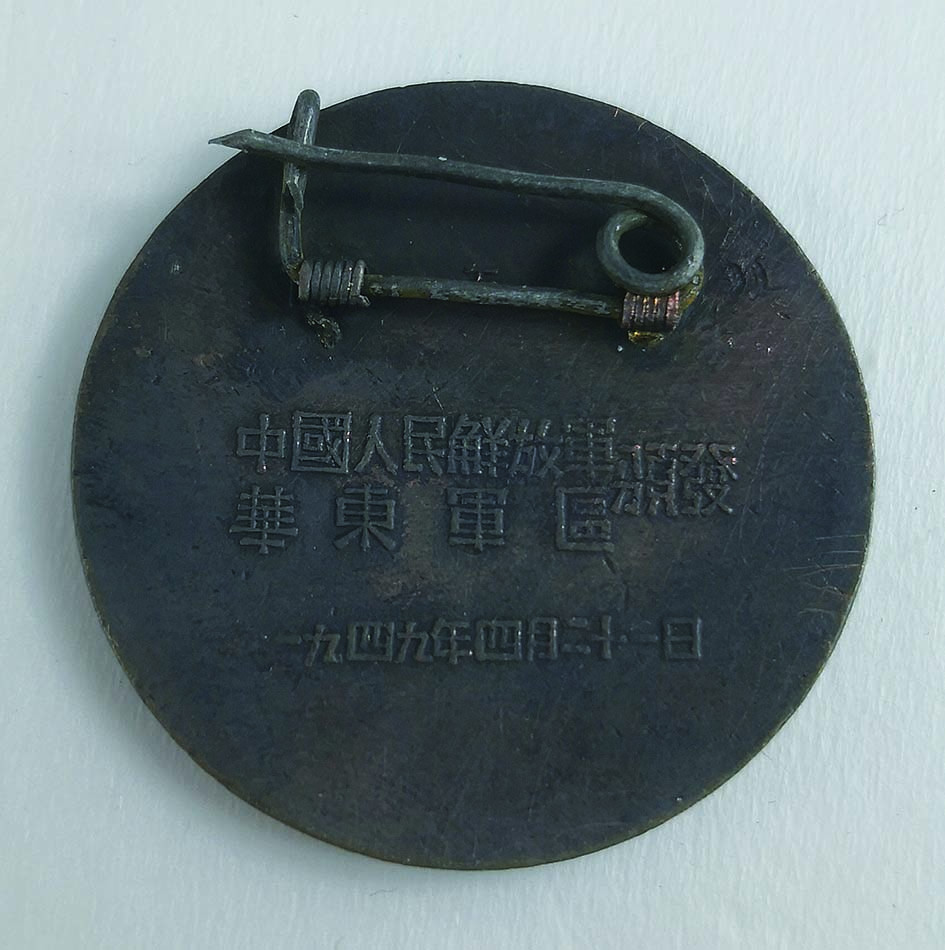 中國人民解放軍
華東軍區
頒發
一九四九年四月二十一日